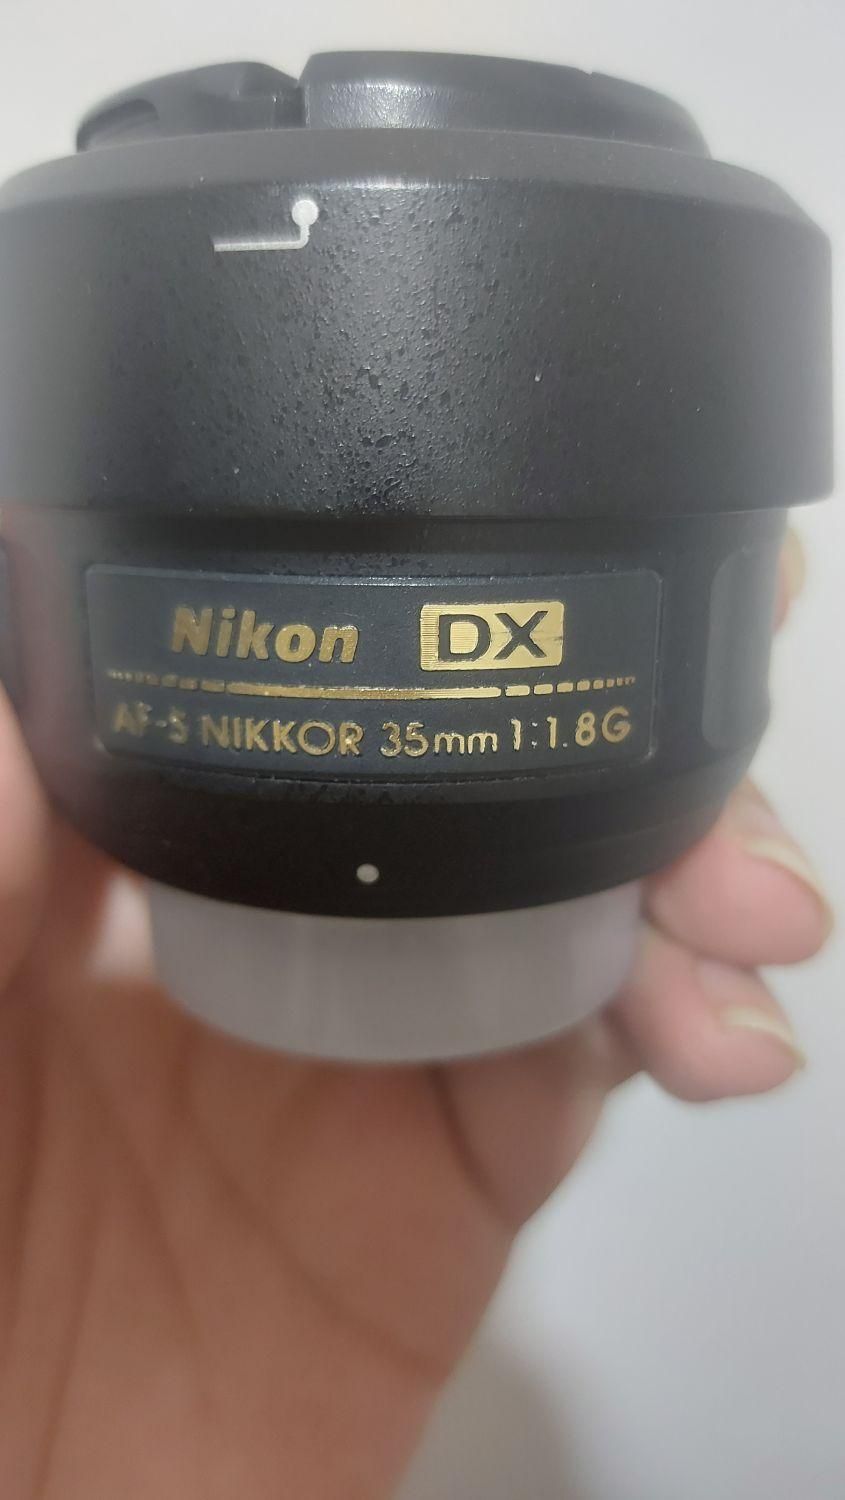 Nikon DX
AF-S NIKKOR 35mm 1:1.8G